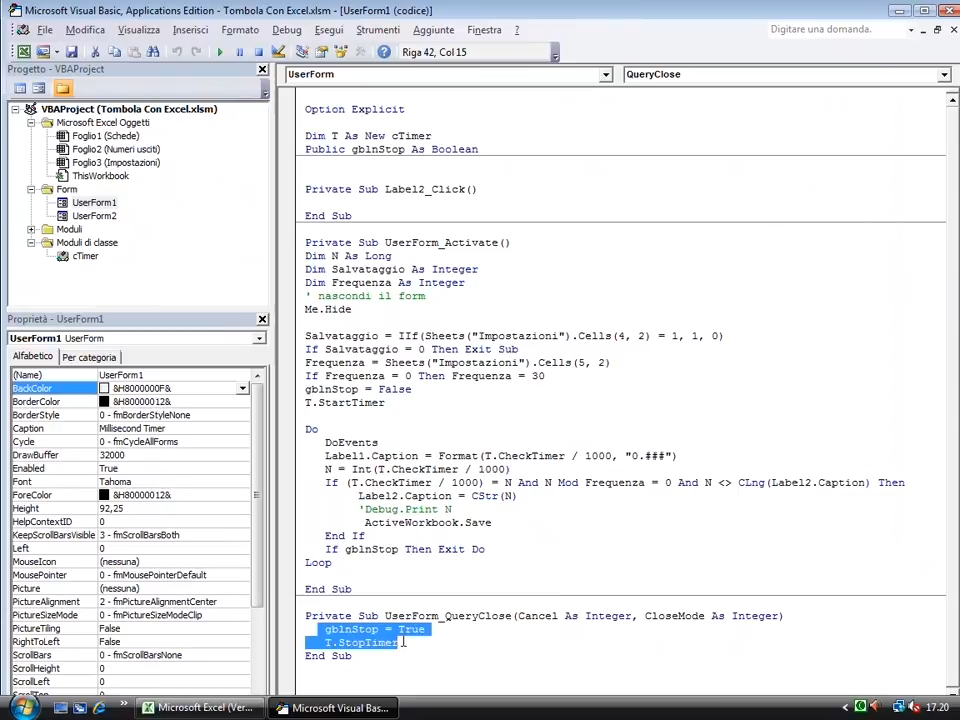 Microsoft Visual Basic, Applications Edition - Tombola Con Excel.xlsm - [UserForm1 (codice)]
File Modifica Visualizza Inserisci Formato Debug Esegui Strumenti Aggiunte Finestra ?
Digitare una domanda.
Riga 42, Col 15
Progetto - VBAProject
UserForm
QueryClose
VBAProject (Tombola Con Excel.xlsm)
Microsoft Excel Oggetti
Foglio1 (Schede)
Foglio2 (Numeri usciti)
Foglio3 (Impostazioni)
ThisWorkbook
Form
UserForm1
UserForm2
Moduli
Moduli di classe
cTimer
Proprietà - UserForm1
UserForm1 UserForm
Alfabetico Per categoria
(Name) UserForm1
BackColor &H8000000F&
BorderColor &H80000012&
BorderStyle 0 - fmBorderStyleNone
Caption Millisecond Timer
Cycle 0 - fmCycleAllForms
DrawBuffer 32000
Enabled True
Font Tahoma
ForeColor &H80000012&
Height 92,25
HelpContextID 0
KeepScrollBarsVisible 3 - fmScrollBarsBoth
Left 0
MouseIcon (nessuna)
MousePointer 0 - fmMousePointerDefault
Picture (nessuna)
PictureAlignment 2 - fmPictureAlignmentCenter
PictureSizeMode 0 - fmPictureSizeModeClip
PictureTiling False
RightToLeft False
ScrollBars 0 - fmScrollBarsNone
ScrollHeight 0
ScrollLeft 0
ScrollTop
Option Explicit
Dim T As New cTimer
Public gblnStop As Boolean
Private Sub Label2_Click()
End Sub
Private Sub UserForm_Activate()
Dim N As Long
Dim Salvataggio As Integer
Dim Frequenza As Integer
' nascondi il form
Me.Hide
Salvataggio = IIf(Sheets("Impostazioni").Cells(4, 2) = 1, 1, 0)
If Salvataggio = 0 Then Exit Sub
Frequenza = Sheets("Impostazioni").Cells(5, 2)
If Frequenza = 0 Then Frequenza = 30
gblnStop = False
T.StartTimer
Do
DoEvents
Label1.Caption = Format(T.CheckTimer / 1000, "0.###")
N = Int(T.CheckTimer / 1000)
If (T.CheckTimer / 1000) = N And N Mod Frequenza = 0 And N <> CLng(Label2.Caption) Then
Label2.Caption = CStr(N)
'Debug.Print N
ActiveWorkbook.Save
End If
If gblnStop Then Exit Do
Loop
End Sub
Private Sub UserForm_QueryClose(Cancel As Integer, CloseMode As Integer)
gblnStop = True
T.StopTimer
End Sub
Microsoft Excel (Ver...
Microsoft Visual Bas...
17.20